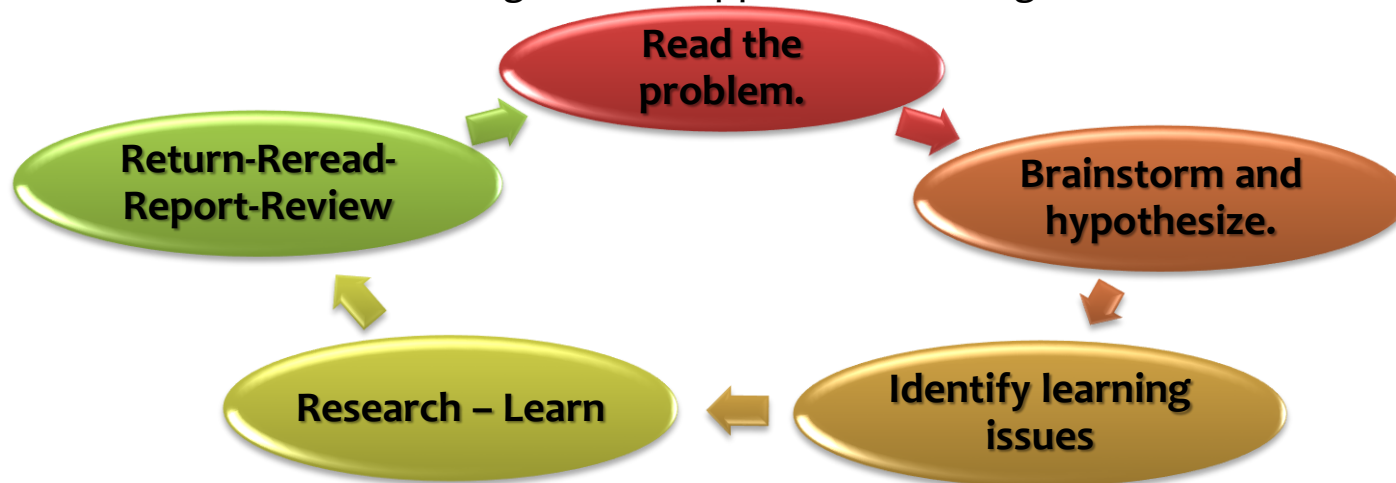 Read the
problem.
Brainstorm and
hypothesize.
Identify learning
issues
Research – Learn
Return-Reread-
Report-Review